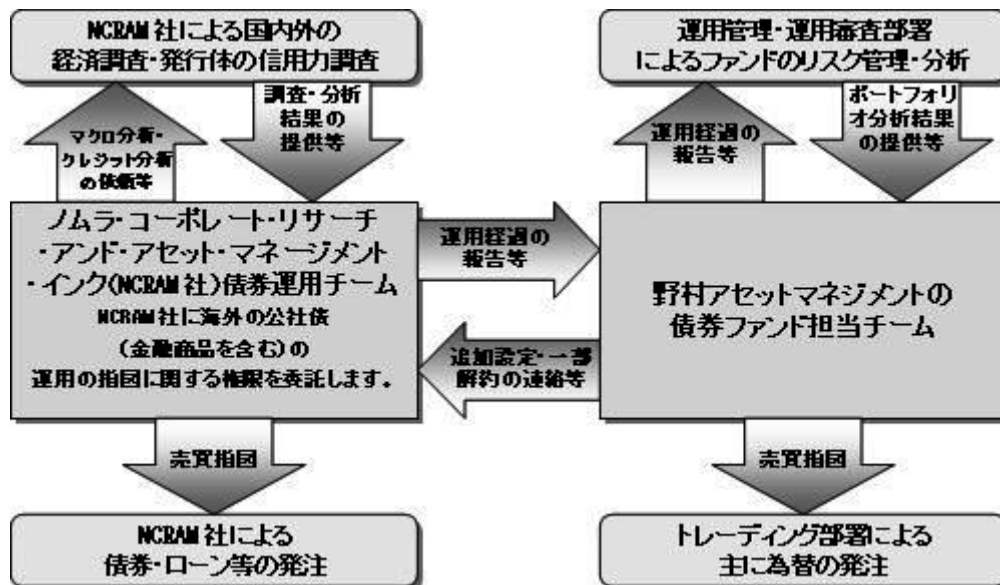 NCRAM社による国内外の
経済調査・発行体の信用力調査
運用管理・運用審査部署
によるファンドのリスク管理・分析
マクロ分析・
クレジット分析
の依頼等
調査・分析
結果の
提供等
運用経過の
報告等
ポートフォリ
オ分析結果
の提供等
ノムラ・コーポレート・リサーチ
・アンド・アセット・マネージメント
・インク(NCRAM社)債券運用チーム
NCRAM社に海外の公社債
(金融商品を含む)の
運用の指図に関する権限を委託します。
運用経過の
報告等
追加設定・一部
解約の連絡等
野村アセットマネジメントの
債券ファンド担当チーム
売買指図
売買指図
NCRAM社による
債券・ローン等の発注
トレーディング部署による
主に為替の発注